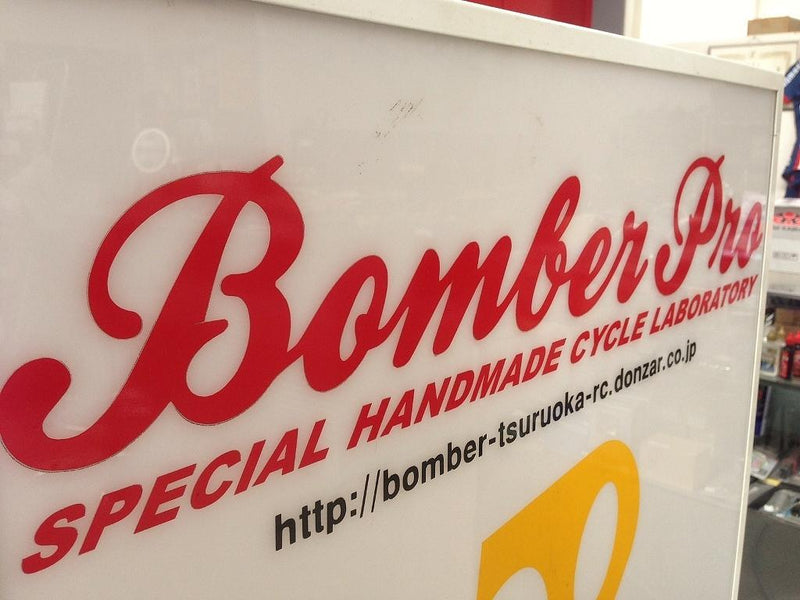 Bomber Pro
SPECIAL HANDMADE CYCLE LABORATORY
http://bomber-tsuruoka-rc.donzar.co.jp